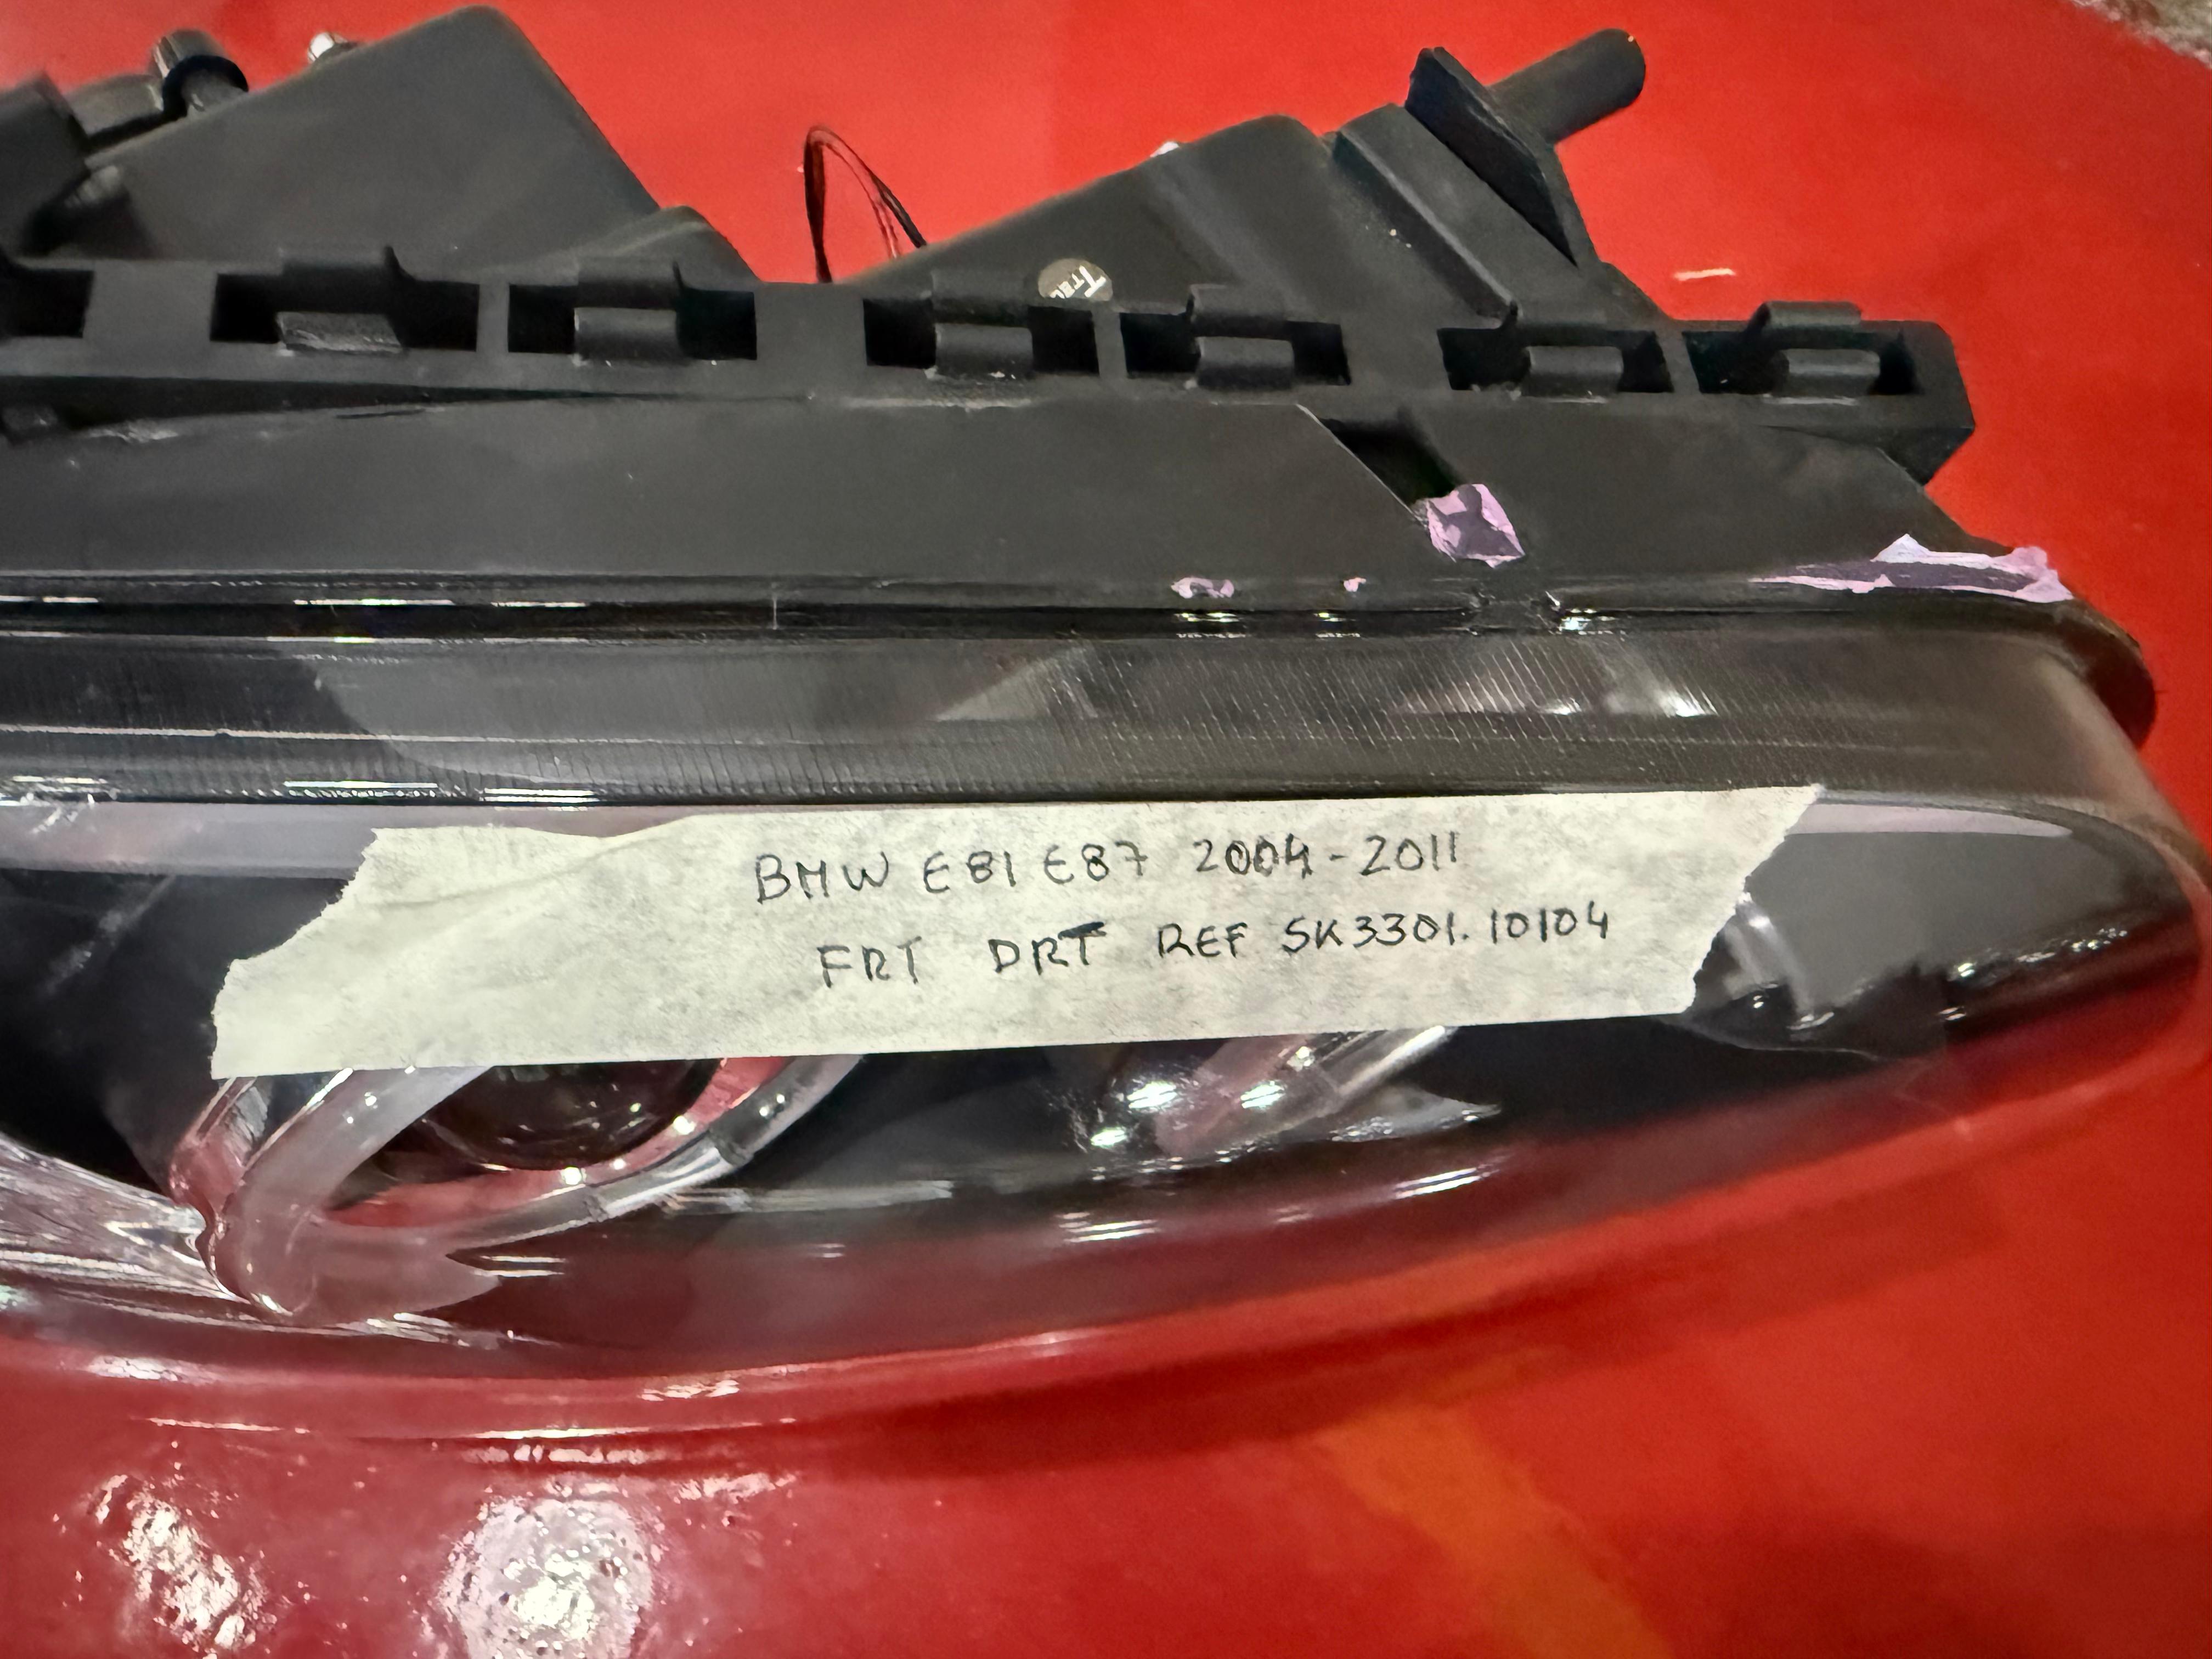 BMW E81 E87 2004-2011
FRT DRT REF SK3301.10104